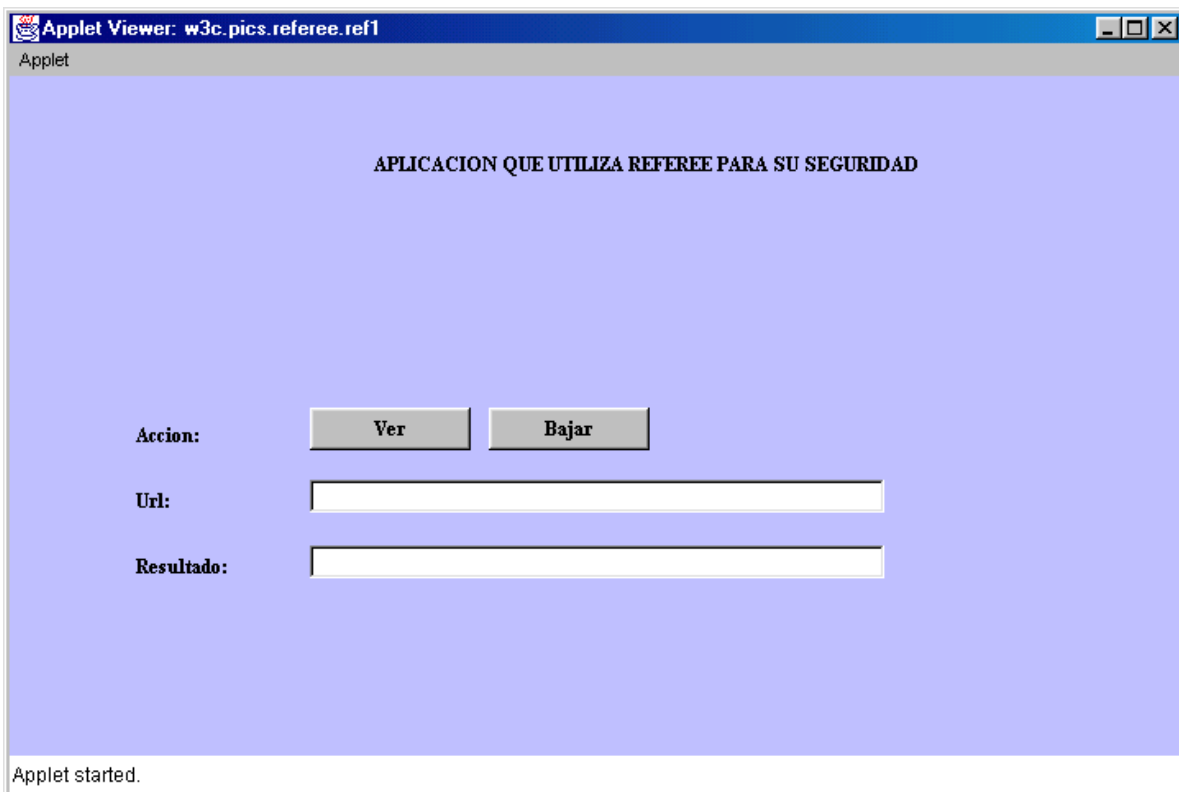 Applet Viewer: w3c.pics.referee.ref1
Applet
APLICACION QUE UTILIZA REFEREE PARA SU SEGURIDAD
Accion: Ver Bajar
Url:
Resultado:
Applet started.